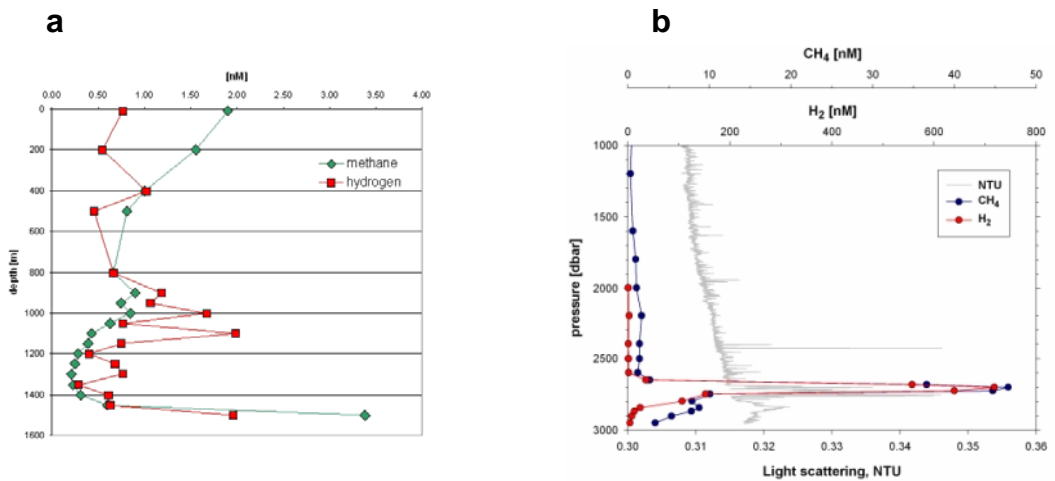 a
b
[nM]
0.00 0.50 1.00 1.50 2.00 2.50 3.00 3.50 4.00
0
200
400
600
800
1000
1200
1400
1600
depth [m]
methane
hydrogen
CH4 [nM]
0 10 20 30 40 50
H2 [nM]
0 200 400 600 800
1000
1500
2000
2500
3000
pressure [dbar]
NTU
CH4
H2
0.30 0.31 0.32 0.33 0.34 0.35 0.36
Light scattering, NTU